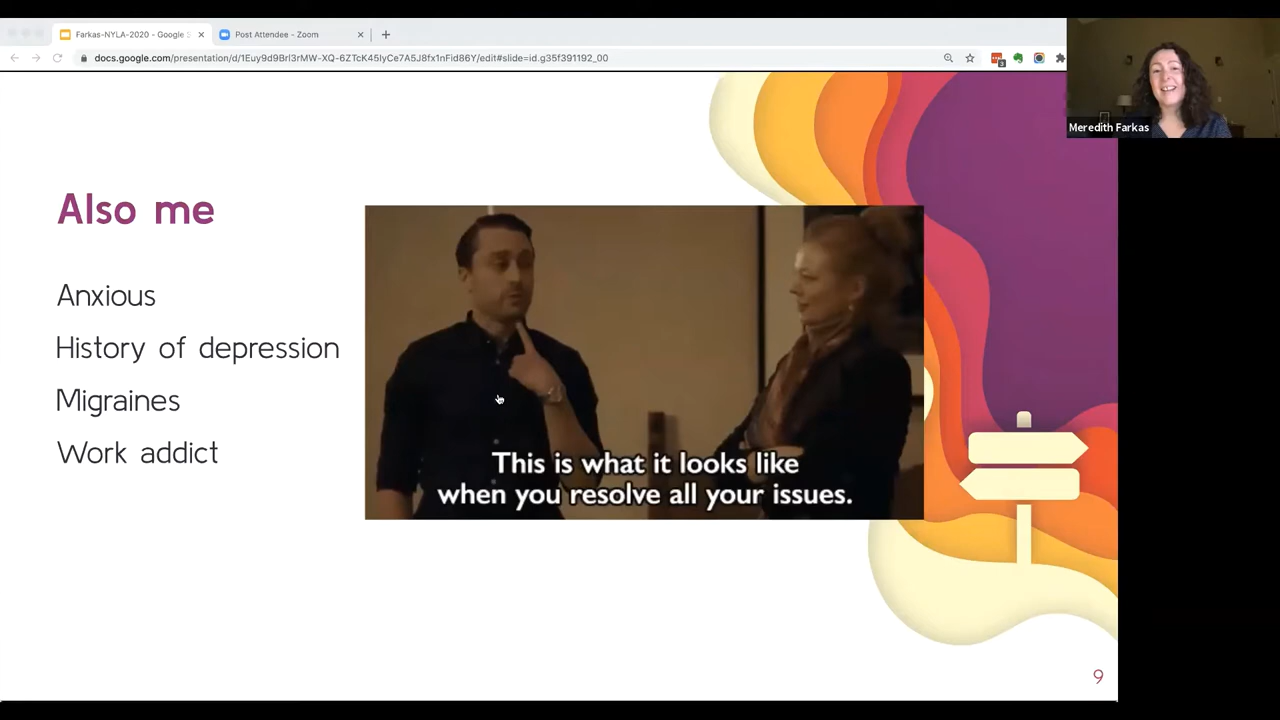 Farkas-NYLA-2020 - Google
Post Attendee - Zoom
docs.google.com/presentation/d/1Euy9d9Brl3rMW-XQ-6ZTcK45lyCe7A5J8fx1nFid86Y/edit#slide=id.g35f391192_00
Meredith Farkas
Also me
Anxious
History of depression
Migraines
Work addict
This is what it looks like
when you resolve all your issues.
9